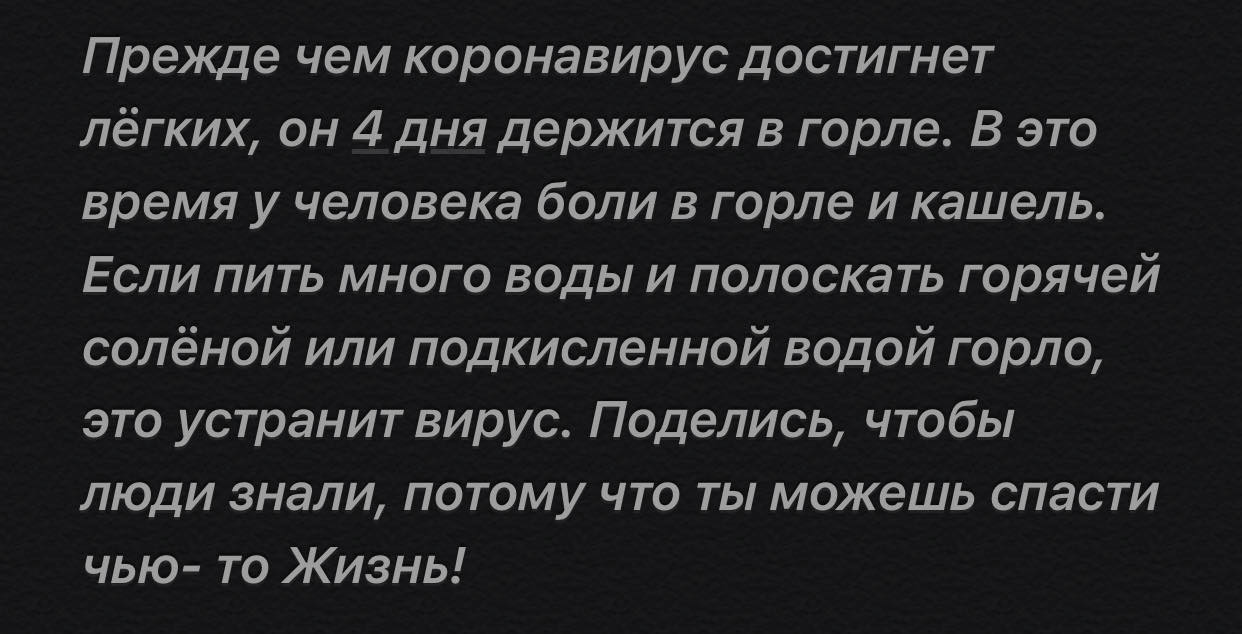 Прежде чем коронавирус достигнет
лёгких, он 4 дня держится в горле. В это
время у человека боли в горле и кашель.
Если пить много воды и полоскать горячей
солёной или подкисленной водой горло,
это устранит вирус. Поделись, чтобы
люди знали, потому что ты можешь спасти
чью- то Жизнь!